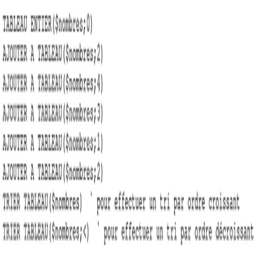 TABLEAU ENTIER($nombres;0)
AJOUTER A TABLEAU($nombres;2)
AJOUTER A TABLEAU($nombres;4)
AJOUTER A TABLEAU($nombres;3)
AJOUTER A TABLEAU($nombres;1)
AJOUTER A TABLEAU($nombres;2)
TRIER TABLEAU($nombres) ` pour effectuer un tri par ordre croissant
TRIER TABLEAU($nombres;<) ` pour effectuer un tri par ordre décroissant